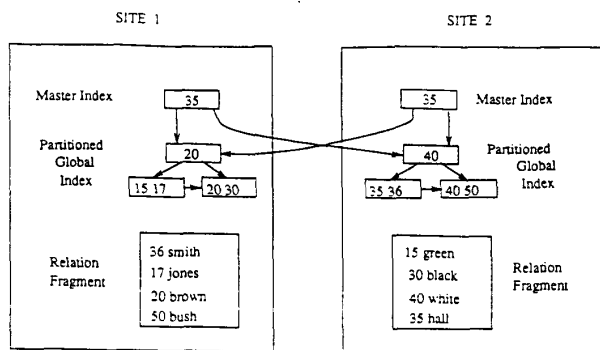 SITE 1
SITE 2
Master Index
35
35
Master Index
Partitioned
Global
Index
20
40
Partitioned
Global
Index
15 17
20 30
35 36
40 50
Relation
Fragment
36 smith
17 jones
20 brown
50 bush
15 green
30 black
40 white
35 hall
Relation
Fragment